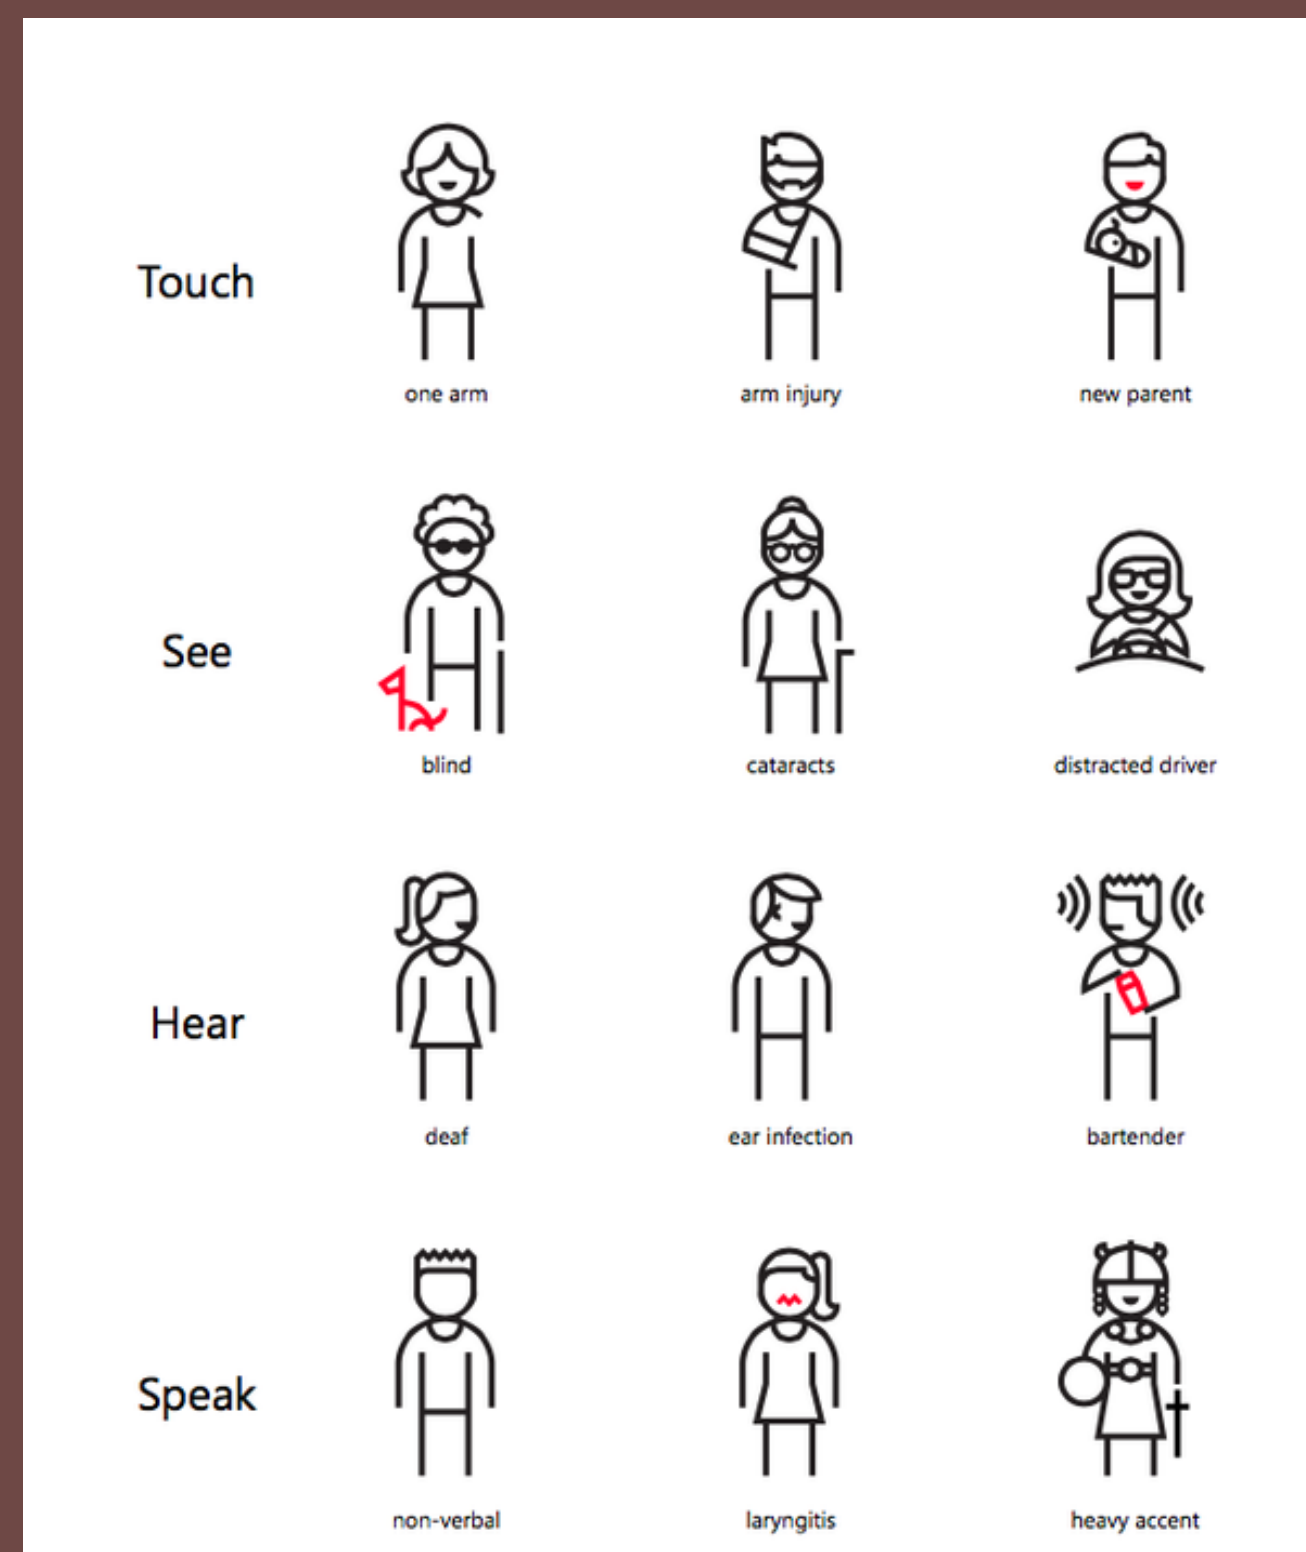 Touch
one arm
arm injury
new parent
See
blind
cataracts
distracted driver
Hear
deaf
ear infection
bartender
Speak
non-verbal
laryngitis
heavy accent